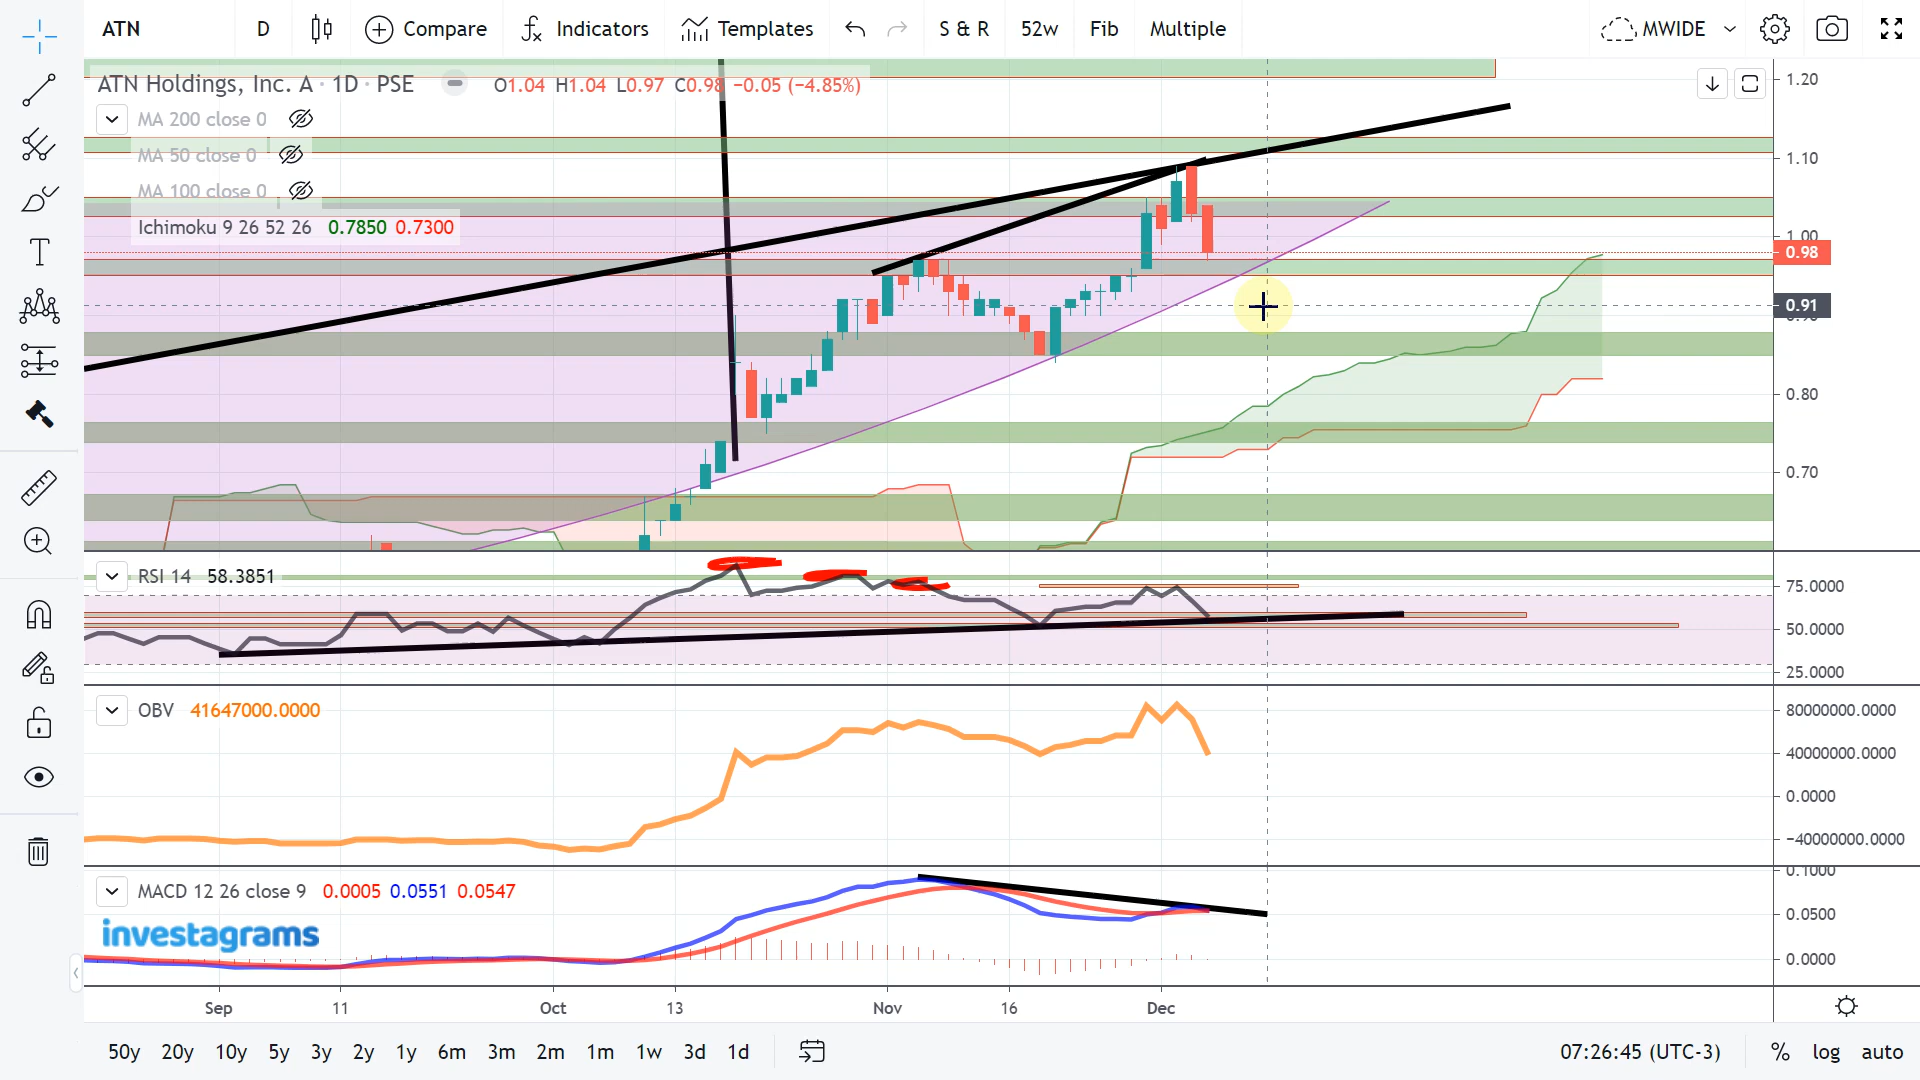 ATN D Compare Indicators Templates S & R 52w Fib Multiple MWIDE
ATN Holdings, Inc. A · 1D · PSE O1.04 H1.04 L0.97 C0.98 −0.05 (−4.85%)
MA 200 close 0
MA 50 close 0
MA 100 close 0
Ichimoku 9 26 52 26 0.7850 0.7300
1.20
1.10
1.00
0.98
0.91
0.80
0.70
RSI 14 58.3851
75.0000
50.0000
25.0000
OBV 41647000.0000
80000000.0000
40000000.0000
0.0000
−40000000.0000
MACD 12 26 close 9 0.0005 0.0551 0.0547
0.1000
0.0500
0.0000
investagrams
Sep 11 Oct 13 Nov 16 Dec
50y 20y 10y 5y 3y 2y 1y 6m 3m 2m 1m 1w 3d 1d 07:26:45 (UTC-3) % log auto